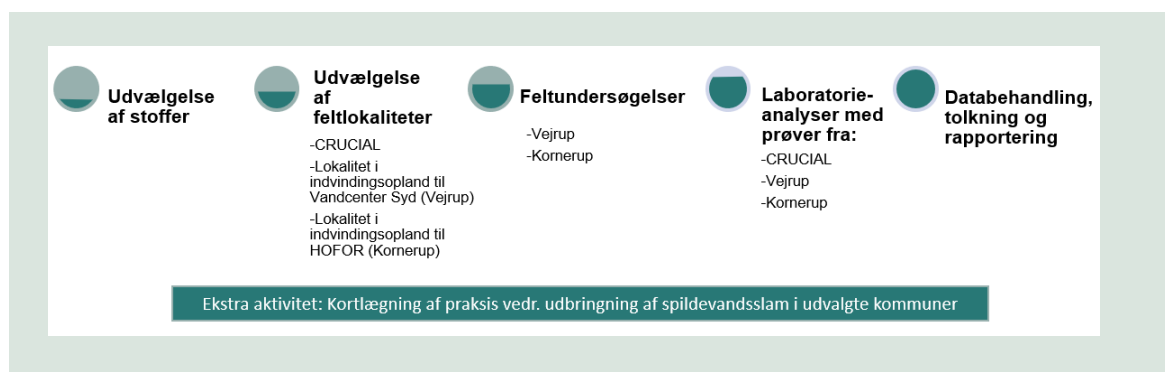 Udvælgelse
af stoffer
Udvælgelse
af
feltlokaliteter
-CRUCIAL
-Lokalitet i
indvindingsopland til
Vandcenter Syd (Vejrup)
-Lokalitet i
indvindingsopland til
HOFOR (Kornerup)
Feltundersøgelser
-Vejrup
-Kornerup
Laboratorie-
analyser med
prøver fra:
-CRUCIAL
-Vejrup
-Kornerup
Databehandling,
tolkning og
rapportering
Ekstra aktivitet: Kortlægning af praksis vedr. udbringning af spildevandsslam i udvalgte kommuner